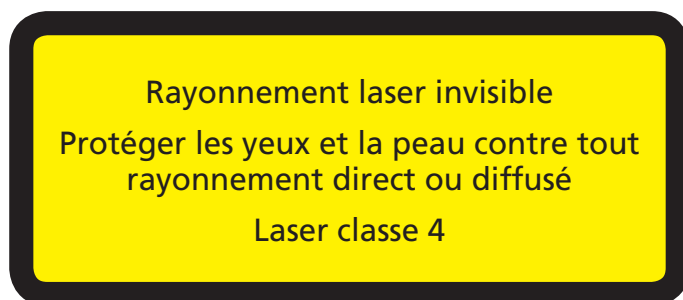 Rayonnement laser invisible
Protéger les yeux et la peau contre tout
rayonnement direct ou diffusé
Laser classe 4